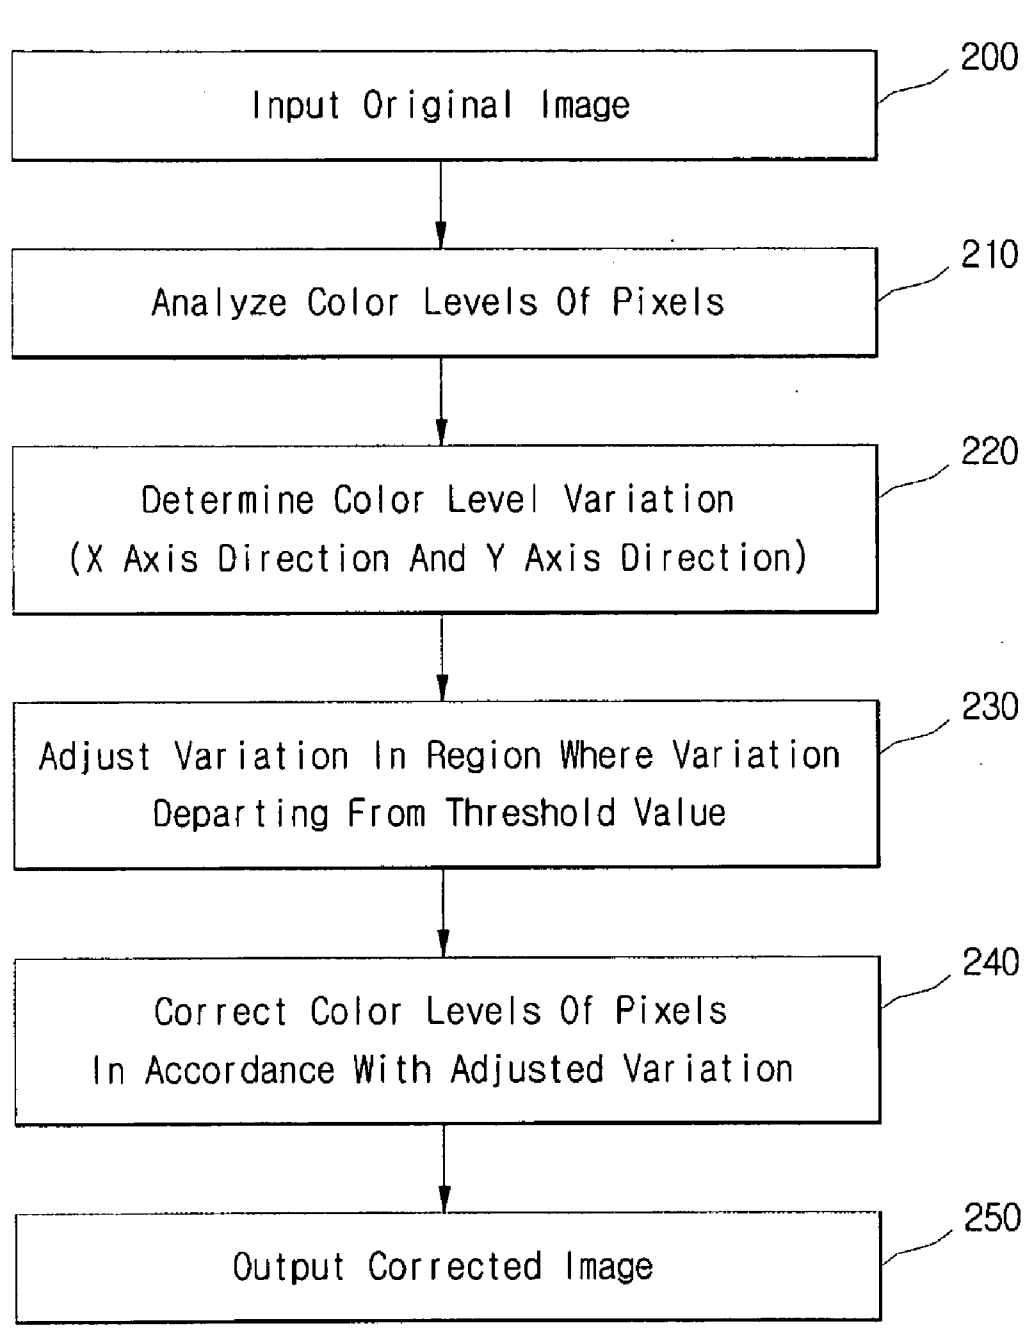 200
Input Original Image
210
Analyze Color Levels Of Pixels
220
Determine Color Level Variation
(X Axis Direction And Y Axis Direction)
230
Adjust Variation In Region Where Variation
Departing From Threshold Value
240
Correct Color Levels Of Pixels
In Accordance With Adjusted Variation
250
Output Corrected Image